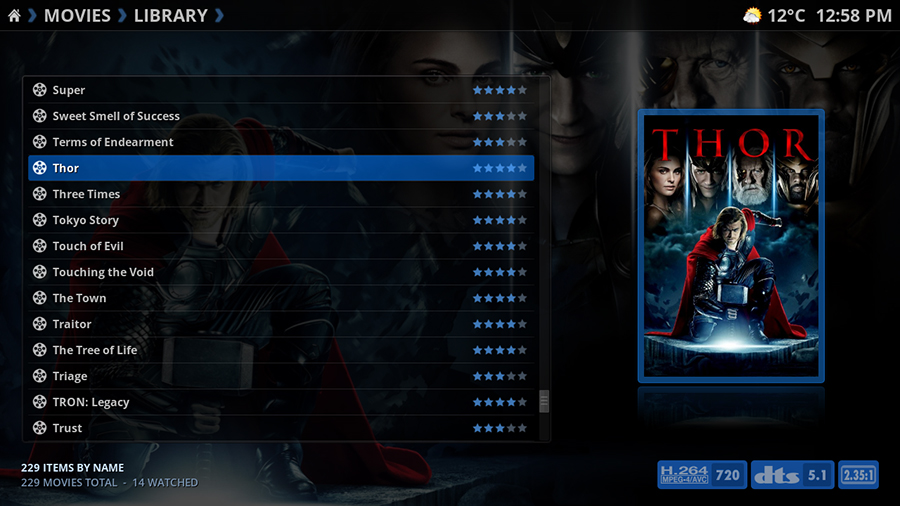 MOVIES LIBRARY 12°C 12:58 PM
Super
Sweet Smell of Success
Terms of Endearment
Thor
Three Times
Tokyo Story
Touch of Evil
Touching the Void
The Town
Traitor
The Tree of Life
Triage
TRON: Legacy
Trust
THOR
229 ITEMS BY NAME
229 MOVIES TOTAL - 14 WATCHED
H.264 MPEG-4/AVC 720 dts 5.1 2.35:1